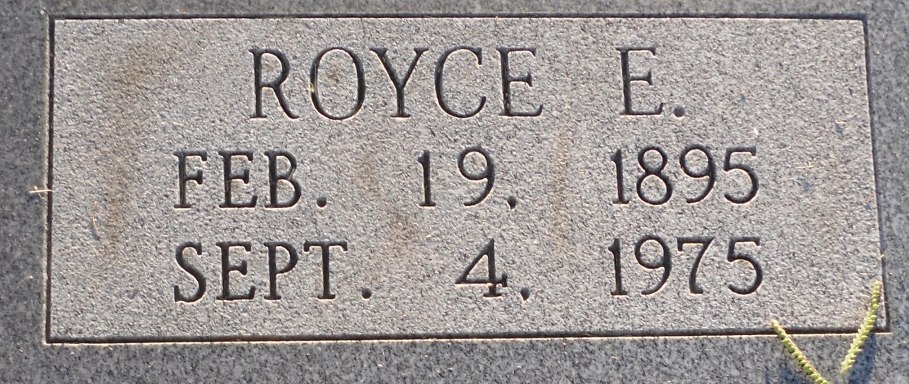 ROYCE E.
FEB. 19, 1895
SEPT. 4, 1975